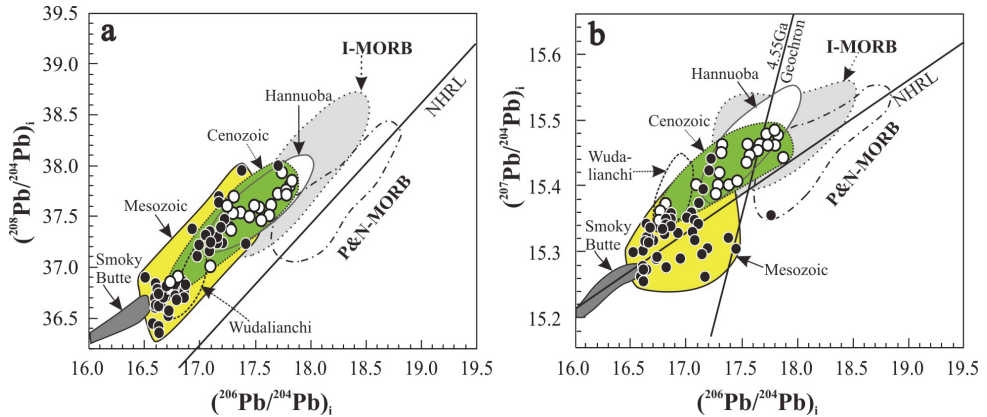 a
39.5
39.0
38.5
38.0
37.5
37.0
36.5
(²⁰⁸Pb/²⁰⁴Pb)ᵢ
I-MORB
Hannuoba
NHRL
Cenozoic
Mesozoic
P&N-MORB
Smoky
Butte
Wudalianchi
16.0 16.5 17.0 17.5 18.0 18.5 19.0 19.5
(²⁰⁶Pb/²⁰⁴Pb)ᵢ
b
15.6
15.5
15.4
15.3
15.2
(²⁰⁷Pb/²⁰⁴Pb)ᵢ
4.55Ga
Geochron
I-MORB
Hannuoba
NHRL
Cenozoic
Wuda-
lianchi
P&N-MORB
Smoky
Butte
Mesozoic
16.0 16.5 17.0 17.5 18.0 18.5 19.0 19.5
(²⁰⁶Pb/²⁰⁴Pb)ᵢ